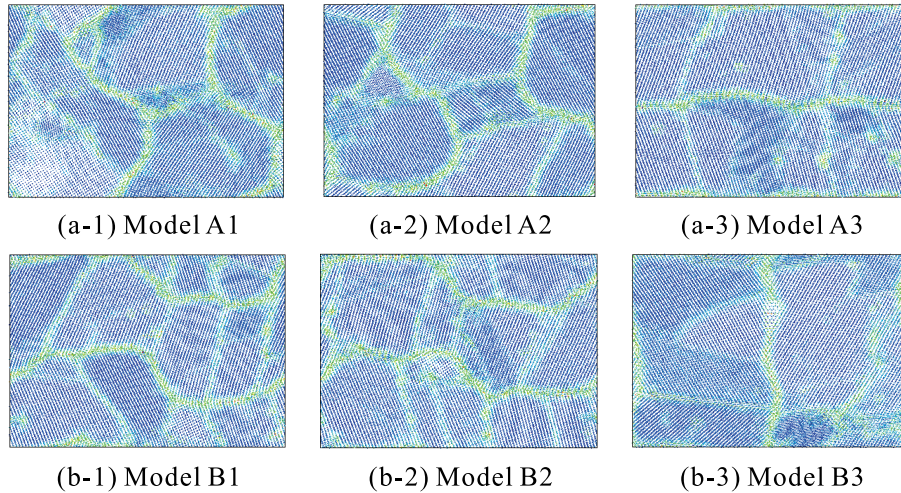 (a-1) Model A1
(a-2) Model A2
(a-3) Model A3
(b-1) Model B1
(b-2) Model B2
(b-3) Model B3